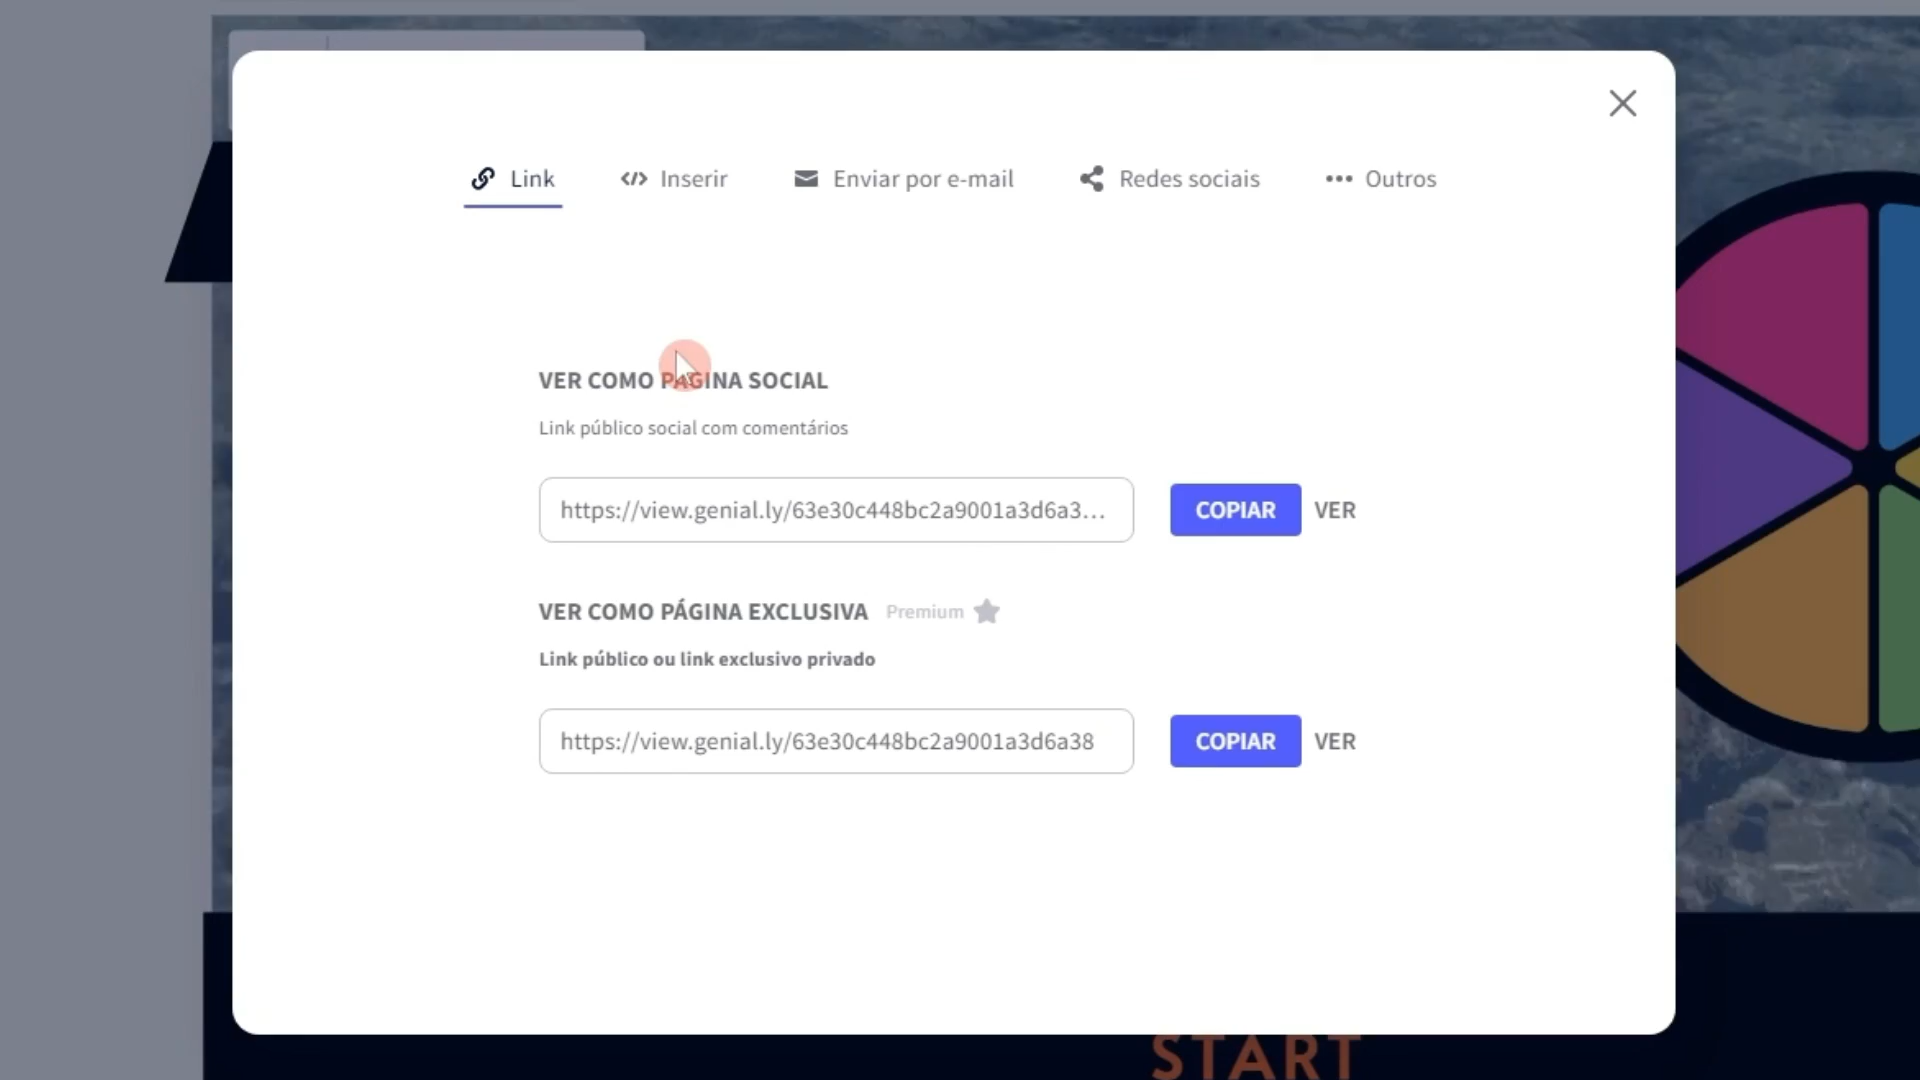 Link
Inserir
Enviar por e-mail
Redes sociais
Outros
VER COMO PÁGINA SOCIAL
Link público social com comentários
https://view.genial.ly/63e30c448bc2a9001a3d6a3...
COPIAR
VER
VER COMO PÁGINA EXCLUSIVA
Premium
Link público ou link exclusivo privado
https://view.genial.ly/63e30c448bc2a9001a3d6a38
COPIAR
VER
START